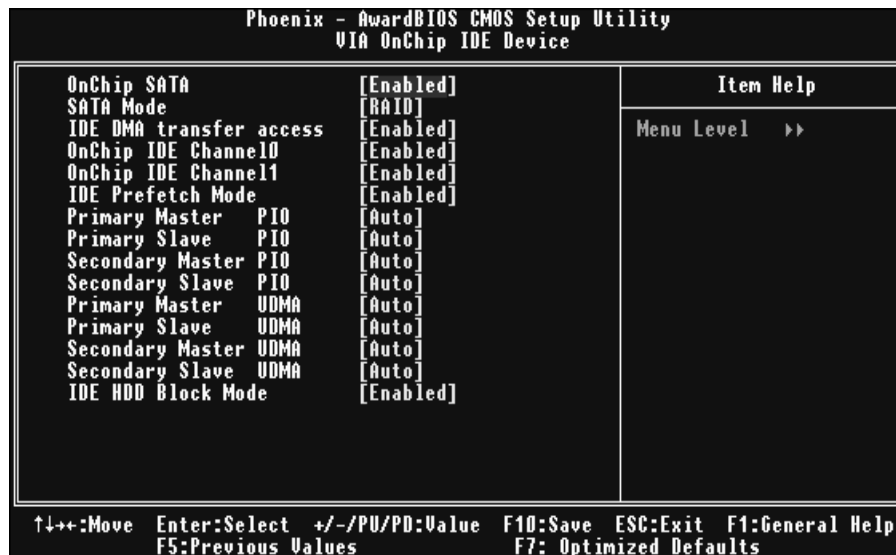 Phoenix - AwardBIOS CMOS Setup Utility
VIA OnChip IDE Device
OnChip SATA [Enabled]
SATA Mode [RAID]
IDE DMA transfer access [Enabled]
OnChip IDE Channel0 [Enabled]
OnChip IDE Channel1 [Enabled]
IDE Prefetch Mode [Enabled]
Primary Master PIO [Auto]
Primary Slave PIO [Auto]
Secondary Master PIO [Auto]
Secondary Slave PIO [Auto]
Primary Master UDMA [Auto]
Primary Slave UDMA [Auto]
Secondary Master UDMA [Auto]
Secondary Slave UDMA [Auto]
IDE HDD Block Mode [Enabled]
Item Help
Menu Level ▸▸
↑↓→←:Move Enter:Select +/-/PU/PD:Value F10:Save ESC:Exit F1:General Help
F5:Previous Values F7: Optimized Defaults